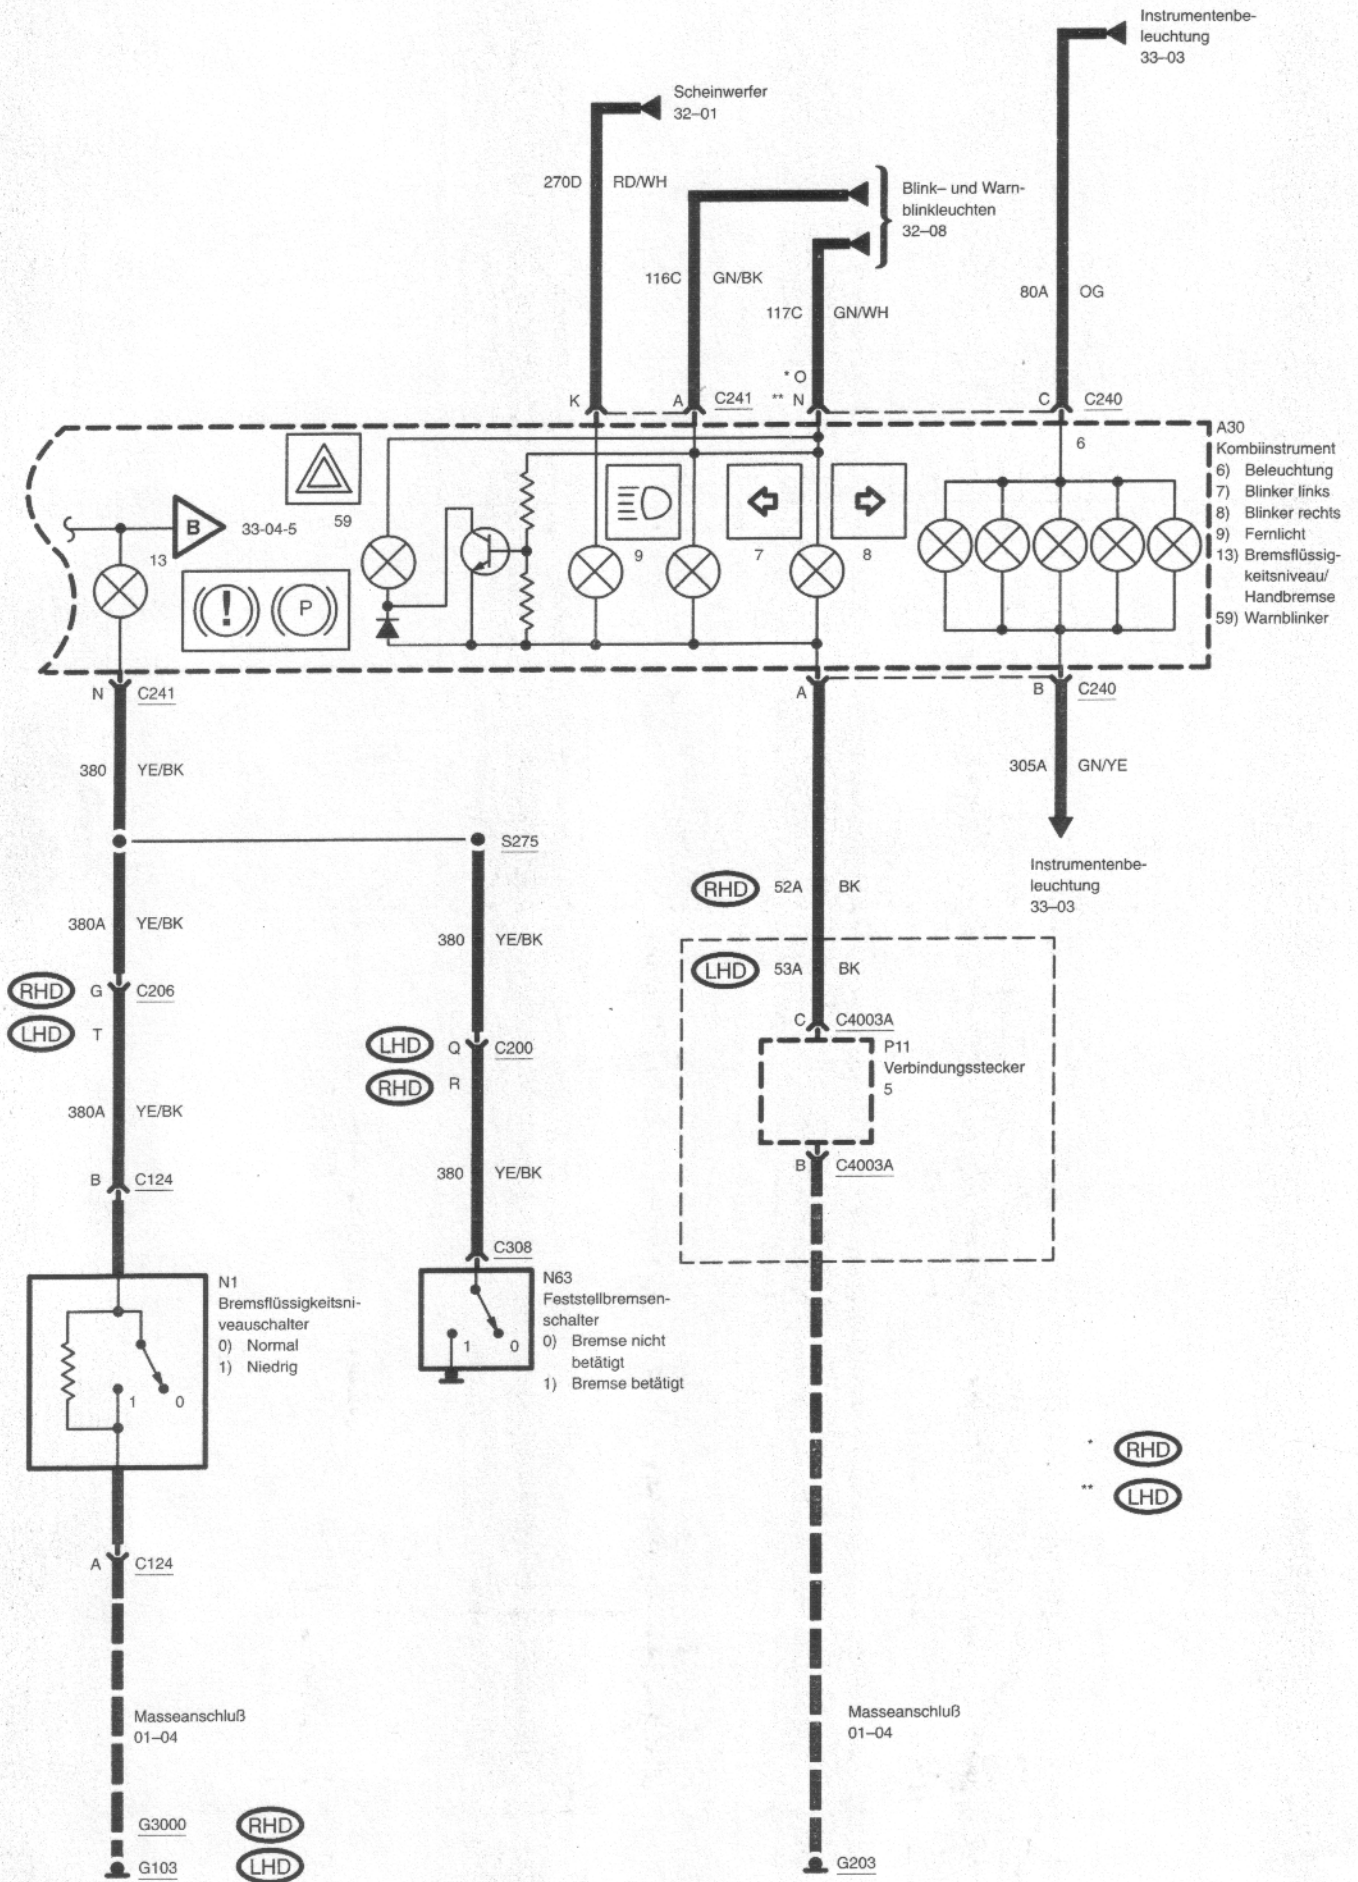 Instrumentenbe-
leuchtung
33–03
Scheinwerfer
32–01
270D RD/WH
Blink– und Warn-
blinkleuchten
32–08
116C GN/BK
117C GN/WH
80A OG
* O
K A C241 ** N C C240
A30
Kombiinstrument
6) Beleuchtung
7) Blinker links
8) Blinker rechts
9) Fernlicht
13) Bremsflüssig-
keitsniveau/
Handbremse
59) Warnblinker
6
59
B 33-04-5
13
! P
9 7 8
N C241
A B C240
380 YE/BK
305A GN/YE
S275
Instrumentenbe-
leuchtung
33–03
RHD 52A BK
380A YE/BK
380 YE/BK
LHD 53A BK
RHD G C206
LHD T
C C4003A
P11
Verbindungsstecker
5
LHD Q C200
RHD R
380A YE/BK
B C4003A
B C124
380 YE/BK
C308
N1
Bremsflüssigkeitsni-
veauschalter
0) Normal
1) Niedrig
1 0
N63
Feststellbremsen-
schalter
0) Bremse nicht
betätigt
1) Bremse betätigt
1 0
* RHD
** LHD
A C124
Masseanschluß
01–04
Masseanschluß
01–04
G3000 RHD
G103 LHD
G203